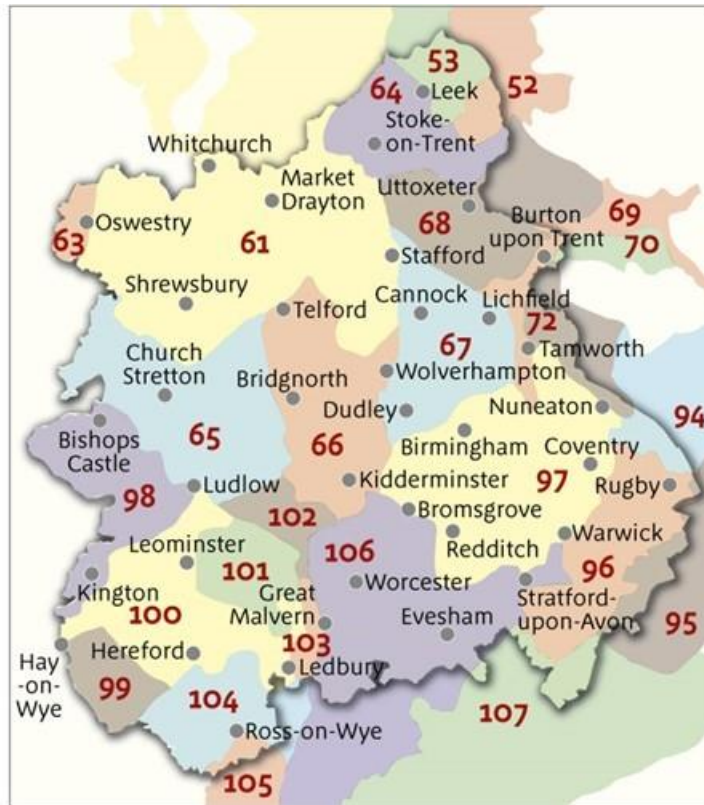 53
64
52
Leek
Stoke-
on-Trent
Whitchurch
Market
Drayton
Uttoxeter
63
Oswestry
61
68
Burton
upon Trent
69
70
Stafford
Shrewsbury
Telford
Cannock
Lichfield
72
67
Tamworth
Church
Stretton
Bridgnorth
Wolverhampton
Dudley
Nuneaton
94
Bishops
Castle
65
66
Birmingham
Coventry
98
Ludlow
Kidderminster
97
Rugby
102
Bromsgrove
Leominster
101
106
Redditch
Warwick
96
Kington
100
Great
Malvern
Worcester
Stratford-
upon-Avon
95
Evesham
Hay
-on-
Wye
Hereford
103
Ledbury
99
104
107
Ross-on-Wye
105